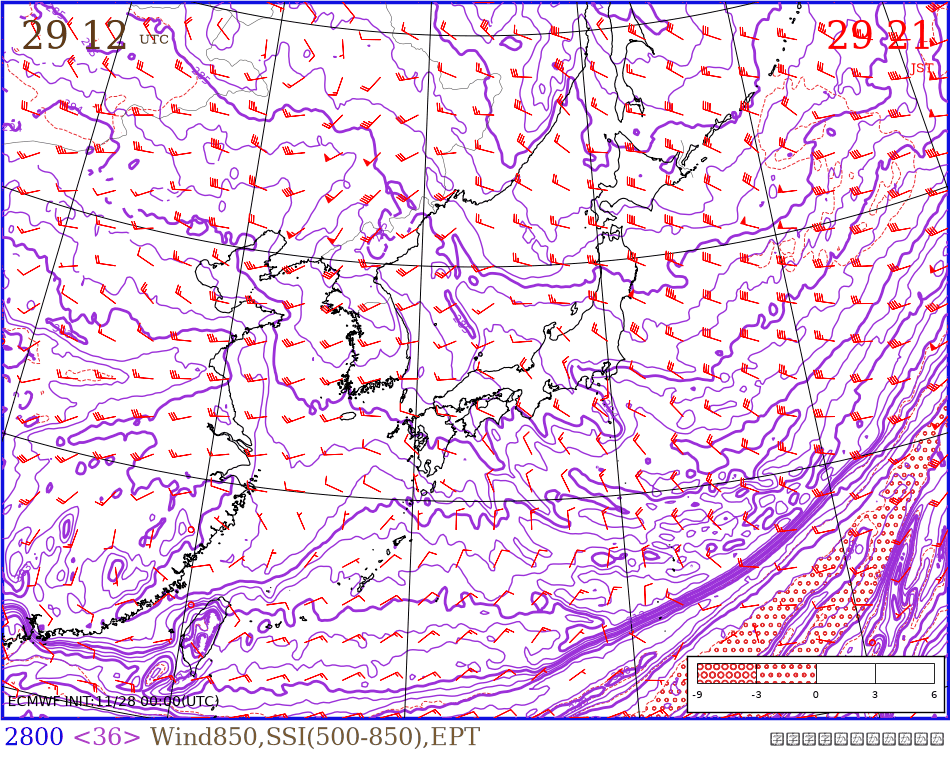 29 12 UTC
29 21
JST
ECMWF INIT:11/28 00:00(UTC)
-9 -3 0 3 6
2800 <36> Wind850,SSI(500-850),EPT